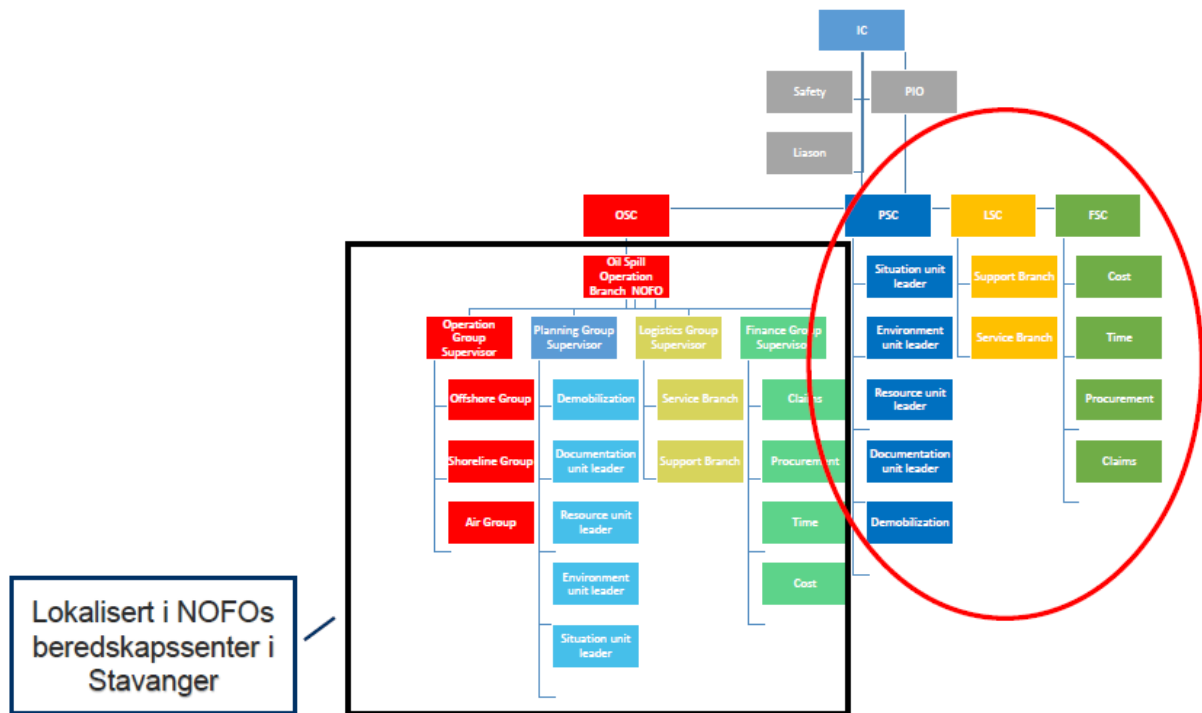 IC
Safety
PIO
Liason
OSC
PSC
LSC
FSC
Oil Spill
Operation
Branch NOFO
Situation unit
leader
Support Branch
Cost
Operation
Group
Supervisor
Planning Group
Supervisor
Logistics Group
Supervisor
Finance Group
Supervisor
Environment
unit leader
Service Branch
Time
Offshore Group
Demobilization
Service Branch
Claims
Resource unit
leader
Procurement
Shoreline Group
Documentation
unit leader
Support Branch
Procurement
Documentation
unit leader
Claims
Air Group
Resource unit
leader
Time
Demobilization
Environment
unit leader
Cost
Situation unit
leader
Lokalisert i NOFOs
beredskapssenter i
Stavanger